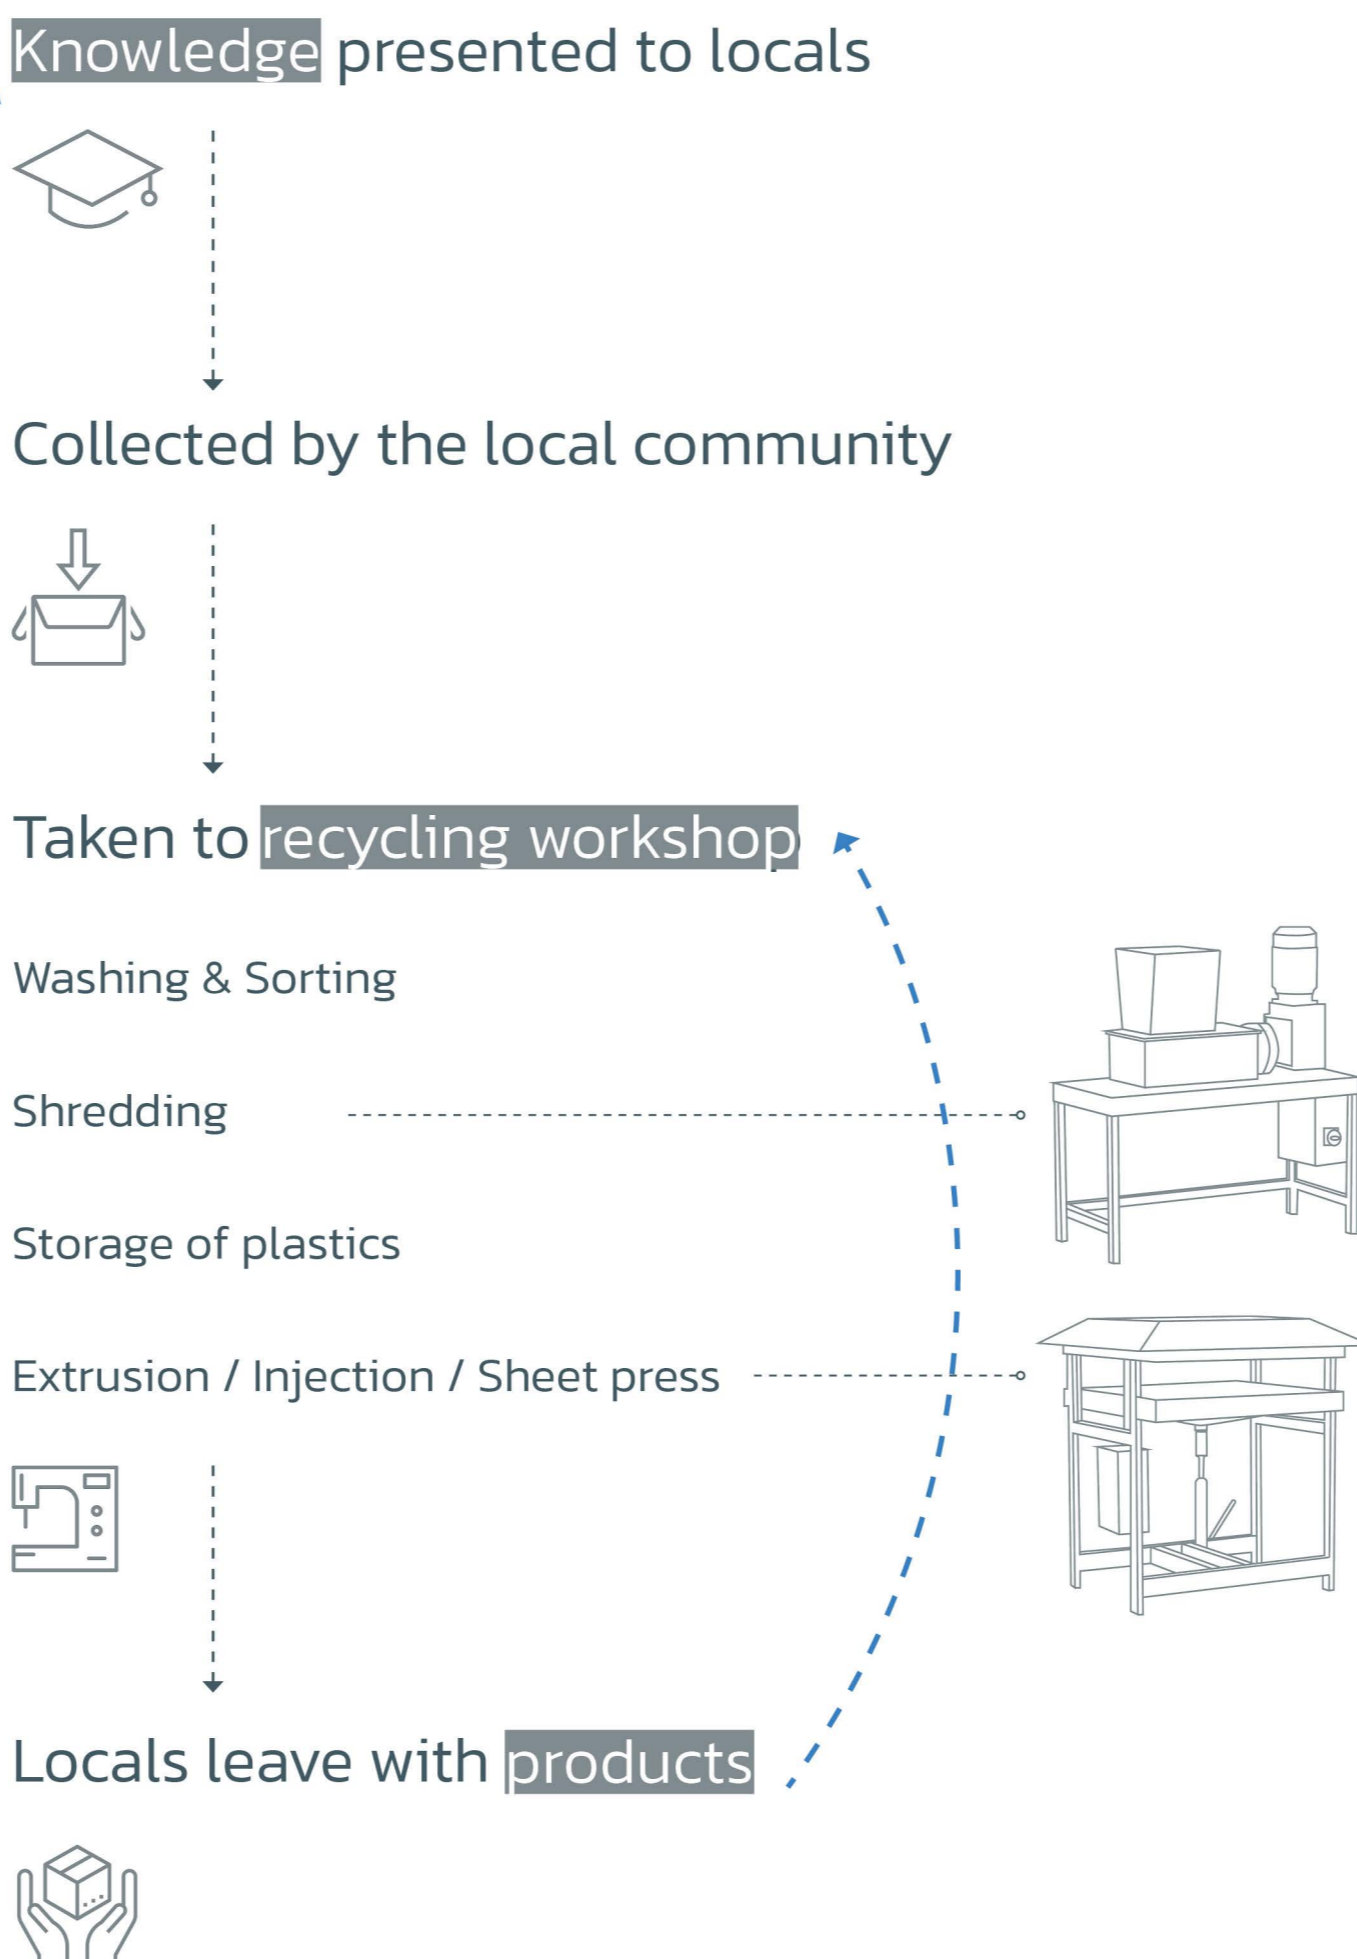 Knowledge presented to locals
Collected by the local community
Taken to recycling workshop
Washing & Sorting
Shredding
Storage of plastics
Extrusion / Injection / Sheet press
Locals leave with products